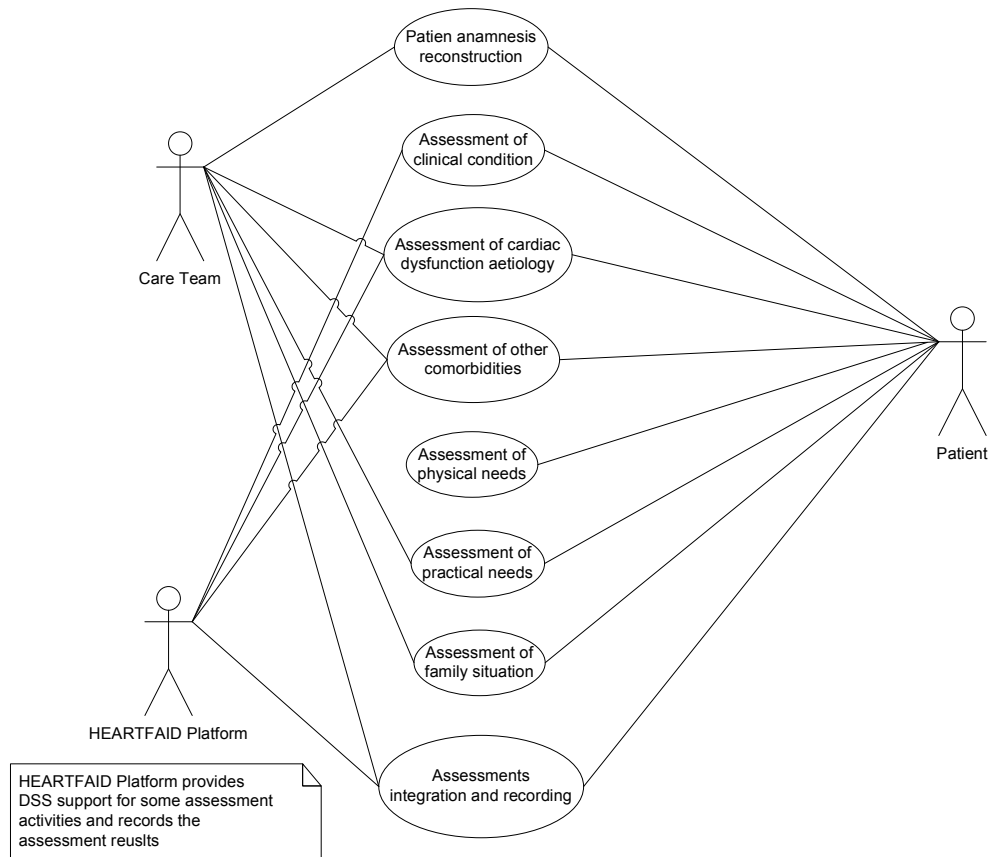 Patien anamnesis
reconstruction
Assessment of
clinical condition
Care Team
Assessment of cardiac
dysfunction aetiology
Assessment of other
comorbidities
Patient
Assessment of
physical needs
Assessment of
practical needs
Assessment of
family situation
HEARTFAID Platform
HEARTFAID Platform provides
DSS support for some assessment
activities and records the
assessment reuslts
Assessments
integration and recording